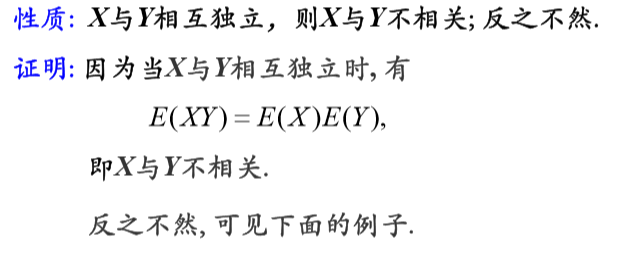 性质: X与Y相互独立，则X与Y不相关; 反之不然.
证明: 因为当X与Y相互独立时, 有
E(XY) = E(X)E(Y),
即X与Y不相关.
反之不然, 可见下面的例子.